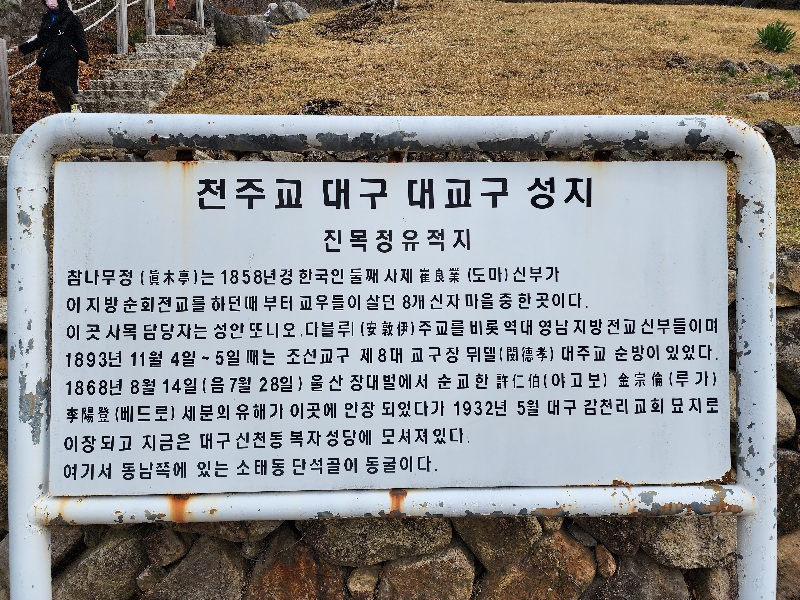 천주교 대구 대교구 성지
진목정유적지
참나무정(眞木亭)는 1858년경 한국인 둘째 사제 崔良業(도마)신부가
이 지방 순회전교를 하던때 부터 교우들이 살던 8개 신자 마을 중 한 곳이다.
이 곳 사목 담당자는 성안 또니오.다블뤼(安敦伊)주교를 비롯 역대 영남 지방 전교 신부들이며
1893년 11월 4일~5일 때는 조선교구 제8대 교구장 뮈텔(閔德孝)대주교 순방이 있었다.
1868년 8월 14일(음7월 28일) 울산 장대벌에서 순교한 許仁伯(야고보) 金宗倫(루가)
李陽登(베드로) 세분의 유해가 이곳에 안장 되었다가 1932년 5월 대구 감천리교회 묘지로
이장되고 지금은 대구 신천동 복자성당에 모셔져있다.
여기서 동남쪽에 있는 소태동 단석골이 동굴이다.